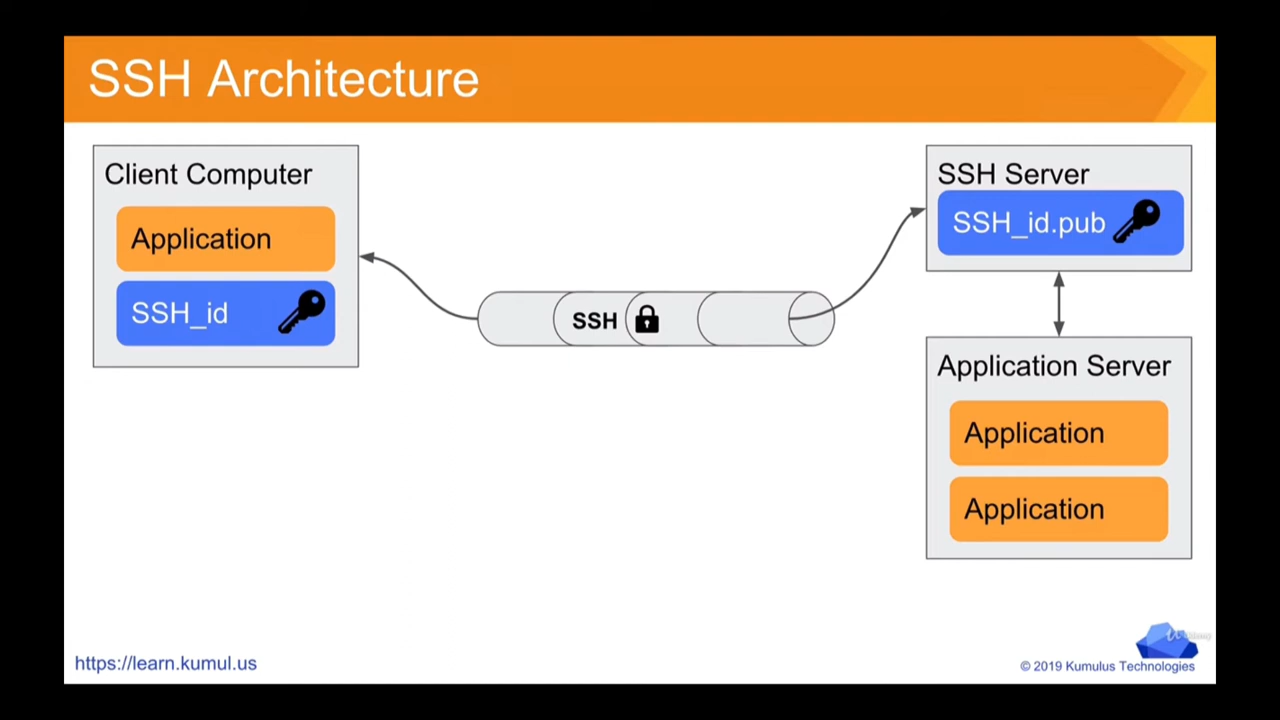 SSH Architecture
Client Computer
Application
SSH_id
SSH
SSH Server
SSH_id.pub
Application Server
Application
Application
https://learn.kumul.us
Udemy
© 2019 Kumulus Technologies